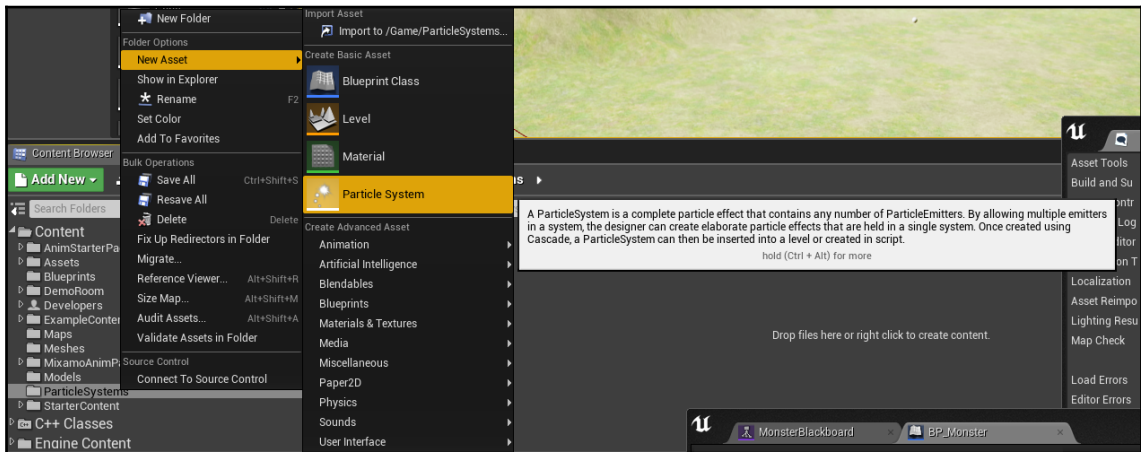 New Folder
Folder Options
New Asset
Show in Explorer
Rename F2
Set Color
Add To Favorites
Bulk Operations
Save All Ctrl+Shift+S
Resave All
Delete Delete
Fix Up Redirectors in Folder
Migrate...
Reference Viewer... Alt+Shift+R
Size Map... Alt+Shift+M
Audit Assets... Alt+Shift+A
Validate Assets in Folder
Source Control
Connect To Source Control
Import Asset
Import to /Game/ParticleSystems...
Create Basic Asset
Blueprint Class
Level
Material
Particle System
Create Advanced Asset
Animation
Artificial Intelligence
Blendables
Blueprints
Materials & Textures
Media
Miscellaneous
Paper2D
Physics
Sounds
User Interface
A ParticleSystem is a complete particle effect that contains any number of ParticleEmitters. By allowing multiple emitters
in a system, the designer can create elaborate particle effects that are held in a single system. Once created using
Cascade, a ParticleSystem can then be inserted into a level or created in script.
hold (Ctrl + Alt) for more
Content Browser
Add New
Search Folders
Content
AnimStarterPa
Assets
Blueprints
DemoRoom
Developers
ExampleConter
Maps
Meshes
MixamoAnimP
Models
ParticleSystems
StarterContent
C++ Classes
Engine Content
Drop files here or right click to create content.
Asset Tools
Build and Su
Log
ditor
Localization
Asset Reimpo
Lighting Resu
Map Check
Load Errors
Editor Errors
MonsterBlackboard
BP_Monster